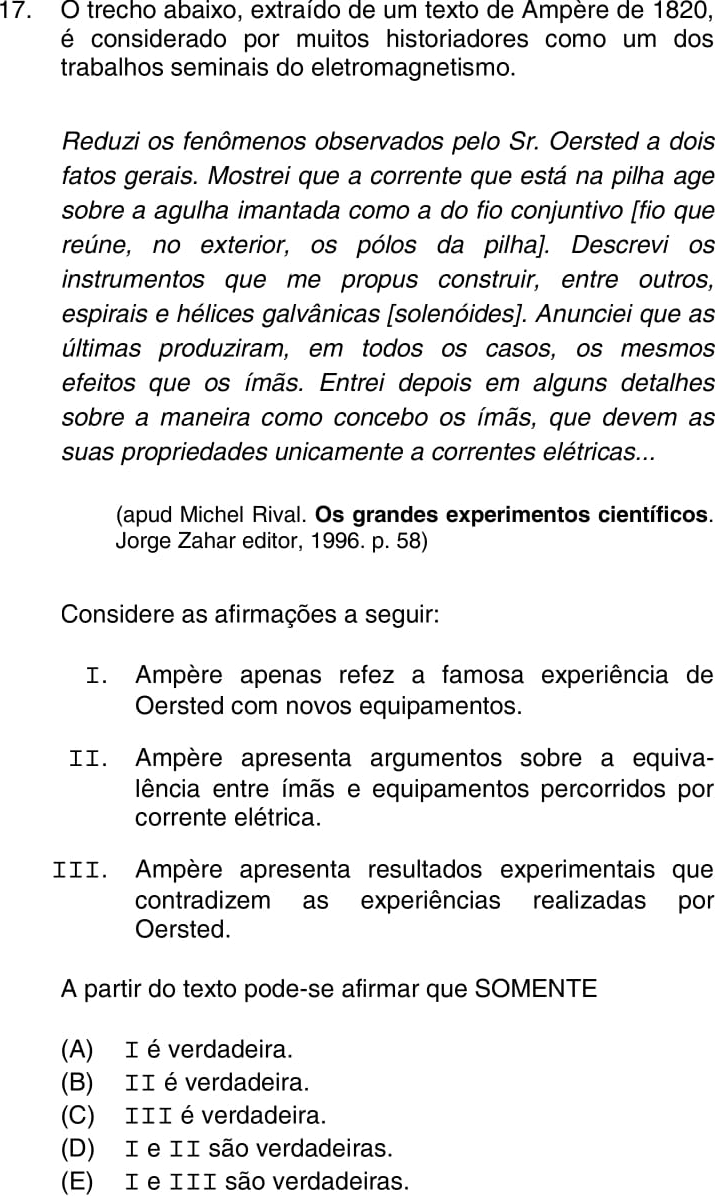 17. O trecho abaixo, extraído de um texto de Ampère de 1820,
é considerado por muitos historiadores como um dos
trabalhos seminais do eletromagnetismo.
Reduzi os fenômenos observados pelo Sr. Oersted a dois
fatos gerais. Mostrei que a corrente que está na pilha age
sobre a agulha imantada como a do fio conjuntivo [fio que
reúne, no exterior, os pólos da pilha]. Descrevi os
instrumentos que me propus construir, entre outros,
espirais e hélices galvânicas [solenóides]. Anunciei que as
últimas produziram, em todos os casos, os mesmos
efeitos que os ímãs. Entrei depois em alguns detalhes
sobre a maneira como concebo os ímãs, que devem as
suas propriedades unicamente a correntes elétricas...
(apud Michel Rival. Os grandes experimentos científicos.
Jorge Zahar editor, 1996. p. 58)
Considere as afirmações a seguir:
I. Ampère apenas refez a famosa experiência de
Oersted com novos equipamentos.
II. Ampère apresenta argumentos sobre a equiva-
lência entre ímãs e equipamentos percorridos por
corrente elétrica.
III. Ampère apresenta resultados experimentais que
contradizem as experiências realizadas por
Oersted.
A partir do texto pode-se afirmar que SOMENTE
(A) I é verdadeira.
(B) II é verdadeira.
(C) III é verdadeira.
(D) I e II são verdadeiras.
(E) I e III são verdadeiras.